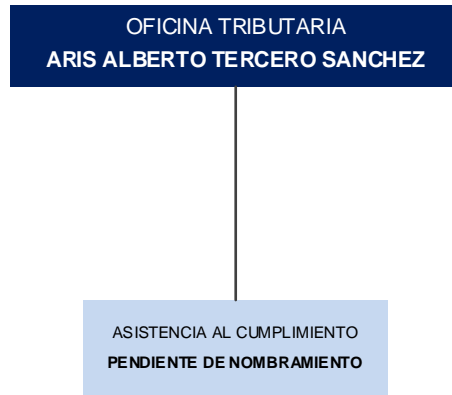 OFICINA TRIBUTARIA
ARIS ALBERTO TERCERO SANCHEZ
ASISTENCIA AL CUMPLIMIENTO
PENDIENTE DE NOMBRAMIENTO